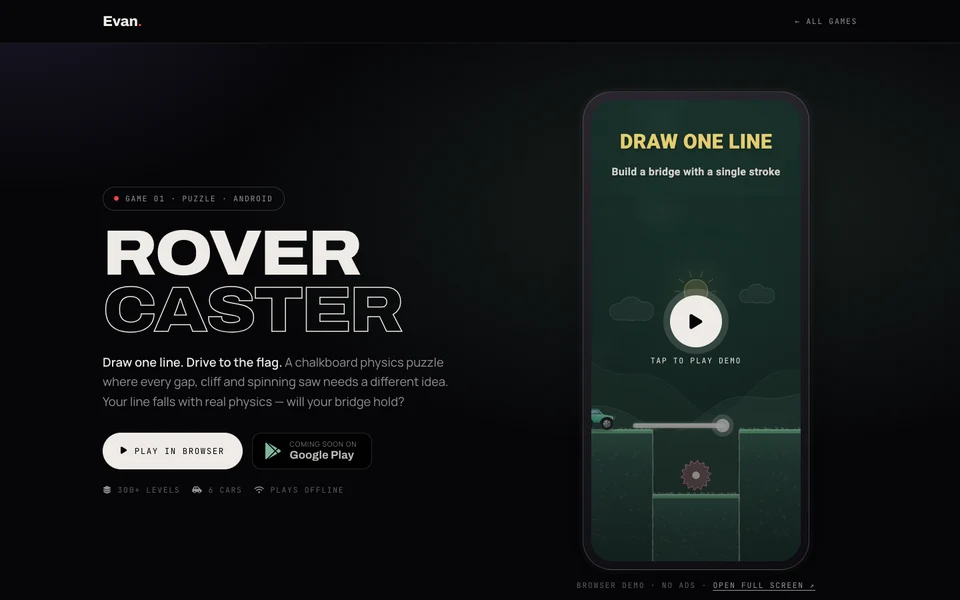 Evan.
← ALL GAMES
GAME 01 · PUZZLE · ANDROID
ROVER
CASTER
Draw one line. Drive to the flag. A chalkboard physics puzzle
where every gap, cliff and spinning saw needs a different idea.
Your line falls with real physics — will your bridge hold?
PLAY IN BROWSER
COMING SOON ON
Google Play
300+ LEVELS
6 CARS
PLAYS OFFLINE
DRAW ONE LINE
Build a bridge with a single stroke
TAP TO PLAY DEMO
BROWSER DEMO · NO ADS · OPEN FULL SCREEN ↗